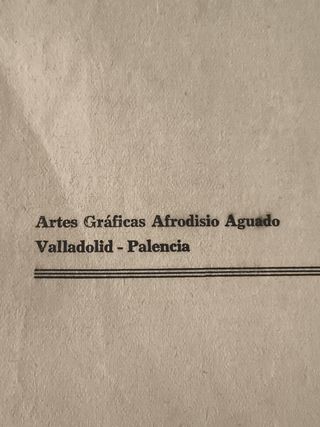 Artes Gráficas Afrodisio Aguado
Valladolid - Palencia